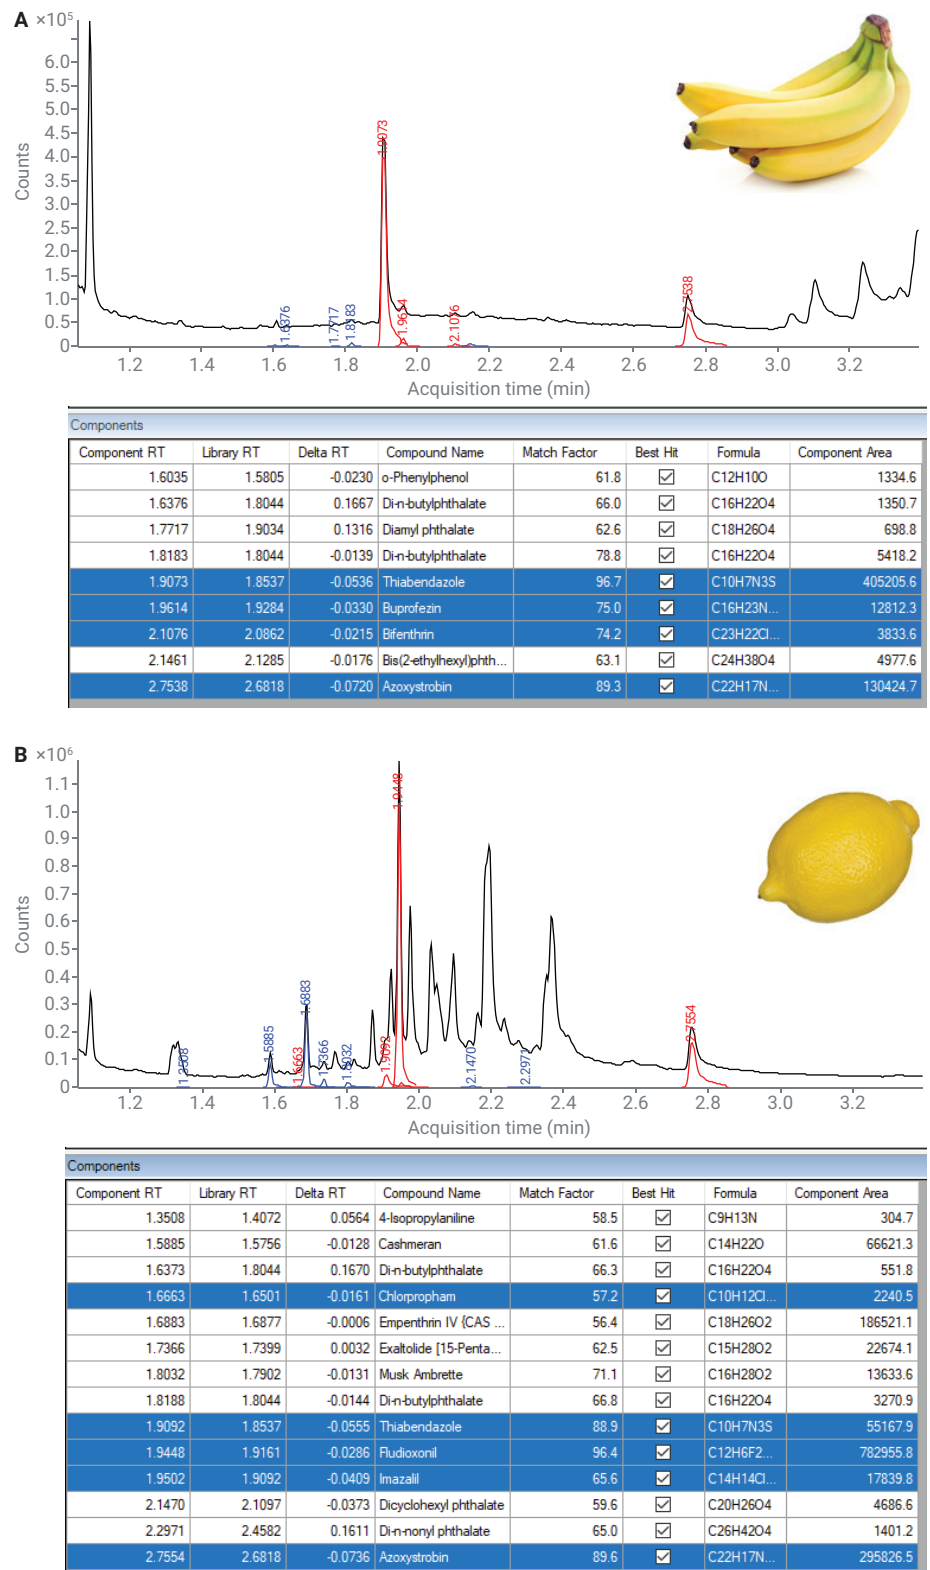 A ×10⁵
6.0
5.5
5.0
4.5
4.0
3.5
3.0
2.5
2.0
1.5
1.0
0.5
0
Counts
1.6376
1.7717
1.8183
1.9073
1.9614
2.1076
2.7538
1.2 1.4 1.6 1.8 2.0 2.2 2.4 2.6 2.8 3.0 3.2
Acquisition time (min)
Components
Component RT Library RT Delta RT Compound Name Match Factor Best Hit Formula Component Area
1.6035 1.5805 -0.0230 o-Phenylphenol 61.8 C12H10O 1334.6
1.6376 1.8044 0.1667 Di-n-butylphthalate 66.0 C16H22O4 1350.7
1.7717 1.9034 0.1316 Diamyl phthalate 62.6 C18H26O4 698.8
1.8183 1.8044 -0.0139 Di-n-butylphthalate 78.8 C16H22O4 5418.2
1.9073 1.8537 -0.0536 Thiabendazole 96.7 C10H7N3S 405205.6
1.9614 1.9284 -0.0330 Buprofezin 75.0 C16H23N... 12812.3
2.1076 2.0862 -0.0215 Bifenthrin 74.2 C23H22Cl... 3833.6
2.1461 2.1285 -0.0176 Bis(2-ethylhexyl)phth... 63.1 C24H38O4 4977.6
2.7538 2.6818 -0.0720 Azoxystrobin 89.3 C22H17N... 130424.7
B ×10⁶
1.1
1.0
0.9
0.8
0.7
0.6
0.5
0.4
0.3
0.2
0.1
0
Counts
1.3508
1.5885
1.6663
1.6883
1.7366
1.8032
1.9092
1.9448
2.1470
2.2971
2.7554
1.2 1.4 1.6 1.8 2.0 2.2 2.4 2.6 2.8 3.0 3.2
Acquisition time (min)
Components
Component RT Library RT Delta RT Compound Name Match Factor Best Hit Formula Component Area
1.3508 1.4072 0.0564 4-Isopropylaniline 58.5 C9H13N 304.7
1.5885 1.5756 -0.0128 Cashmeran 61.6 C14H22O 66621.3
1.6373 1.8044 0.1670 Di-n-butylphthalate 66.3 C16H22O4 551.8
1.6663 1.6501 -0.0161 Chlorpropham 57.2 C10H12Cl... 2240.5
1.6883 1.6877 -0.0006 Empenthrin IV {CAS ... 56.4 C18H26O2 186521.1
1.7366 1.7399 0.0032 Exaltolide [15-Penta... 62.5 C15H28O2 22674.1
1.8032 1.7902 -0.0131 Musk Ambrette 71.1 C16H28O2 13633.6
1.8188 1.8044 -0.0144 Di-n-butylphthalate 66.8 C16H22O4 3270.9
1.9092 1.8537 -0.0555 Thiabendazole 88.9 C10H7N3S 55167.9
1.9448 1.9161 -0.0286 Fludioxonil 96.4 C12H6F2... 782955.8
1.9502 1.9092 -0.0409 Imazalil 65.6 C14H14Cl... 17839.8
2.1470 2.1097 -0.0373 Dicyclohexyl phthalate 59.6 C20H26O4 4686.6
2.2971 2.4582 0.1611 Di-n-nonyl phthalate 65.0 C26H42O4 1401.2
2.7554 2.6818 -0.0736 Azoxystrobin 89.6 C22H17N... 295826.5